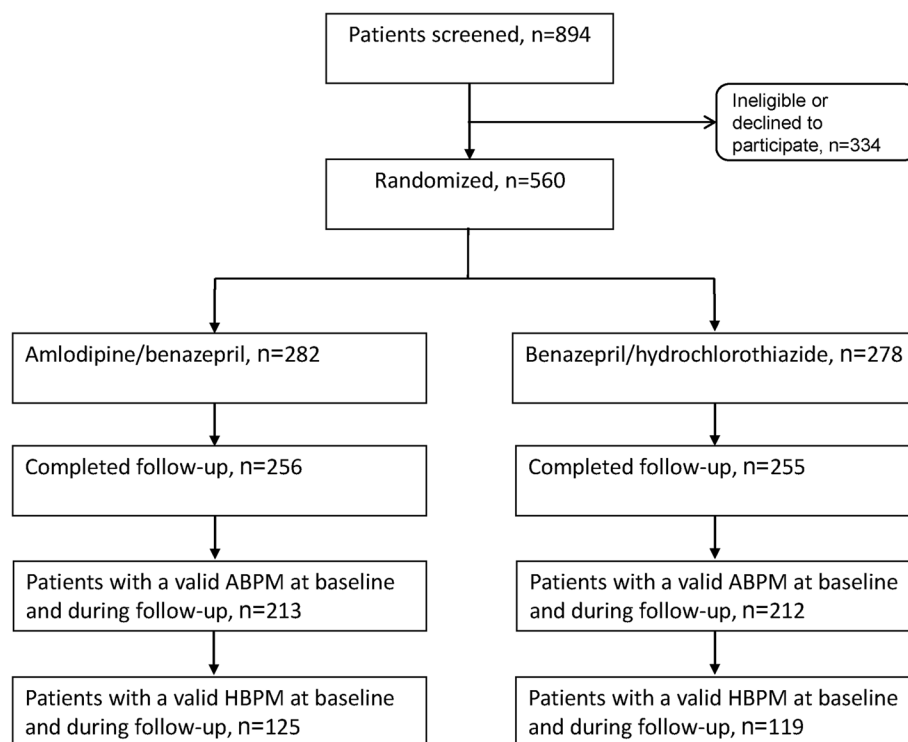 Patients screened, n=894
Ineligible or
declined to
participate, n=334
Randomized, n=560
Amlodipine/benazepril, n=282
Benazepril/hydrochlorothiazide, n=278
Completed follow-up, n=256
Completed follow-up, n=255
Patients with a valid ABPM at baseline
and during follow-up, n=213
Patients with a valid ABPM at baseline
and during follow-up, n=212
Patients with a valid HBPM at baseline
and during follow-up, n=125
Patients with a valid HBPM at baseline
and during follow-up, n=119